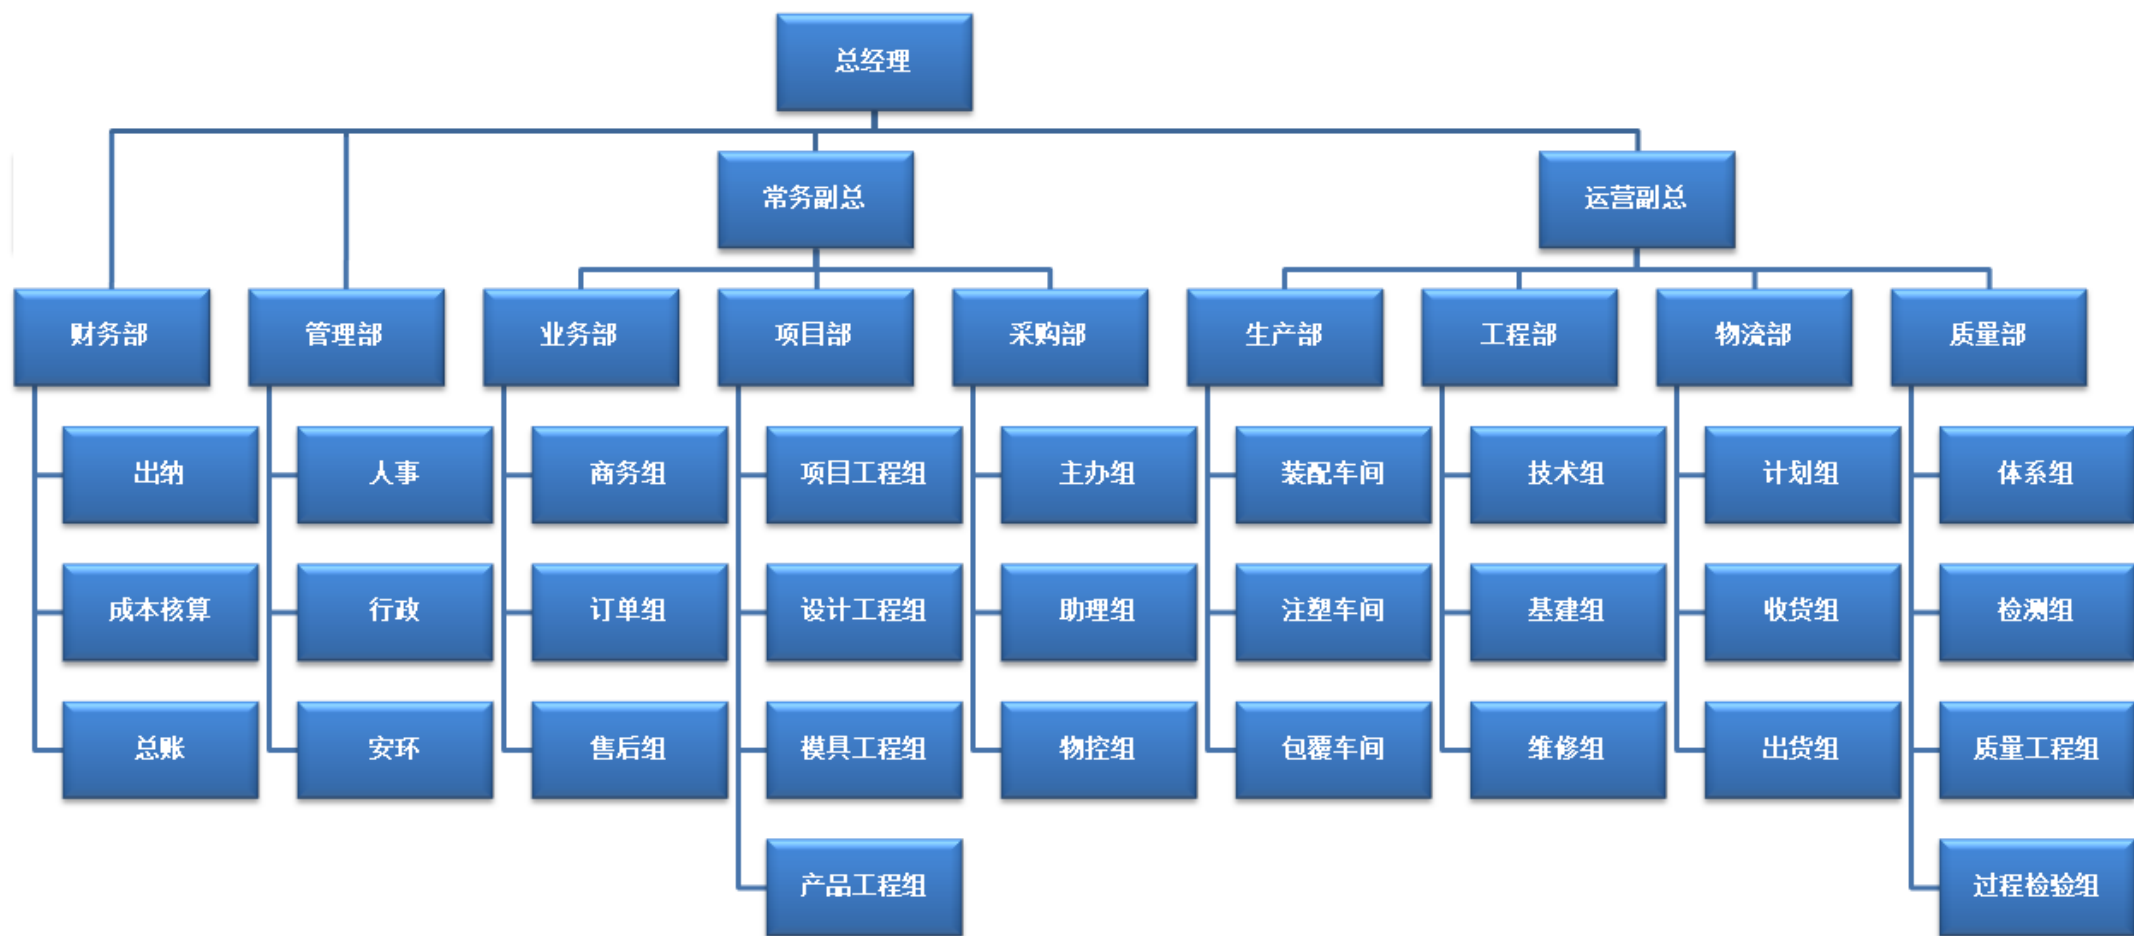 总经理
常务副总
运营副总
财务部
管理部
业务部
项目部
采购部
生产部
工程部
物流部
质量部
出纳
人事
商务组
项目工程组
主办组
装配车间
技术组
计划组
体系组
成本核算
行政
订单组
设计工程组
助理组
注塑车间
基建组
收货组
检测组
总账
安环
售后组
模具工程组
物控组
包覆车间
维修组
出货组
质量工程组
产品工程组
过程检验组